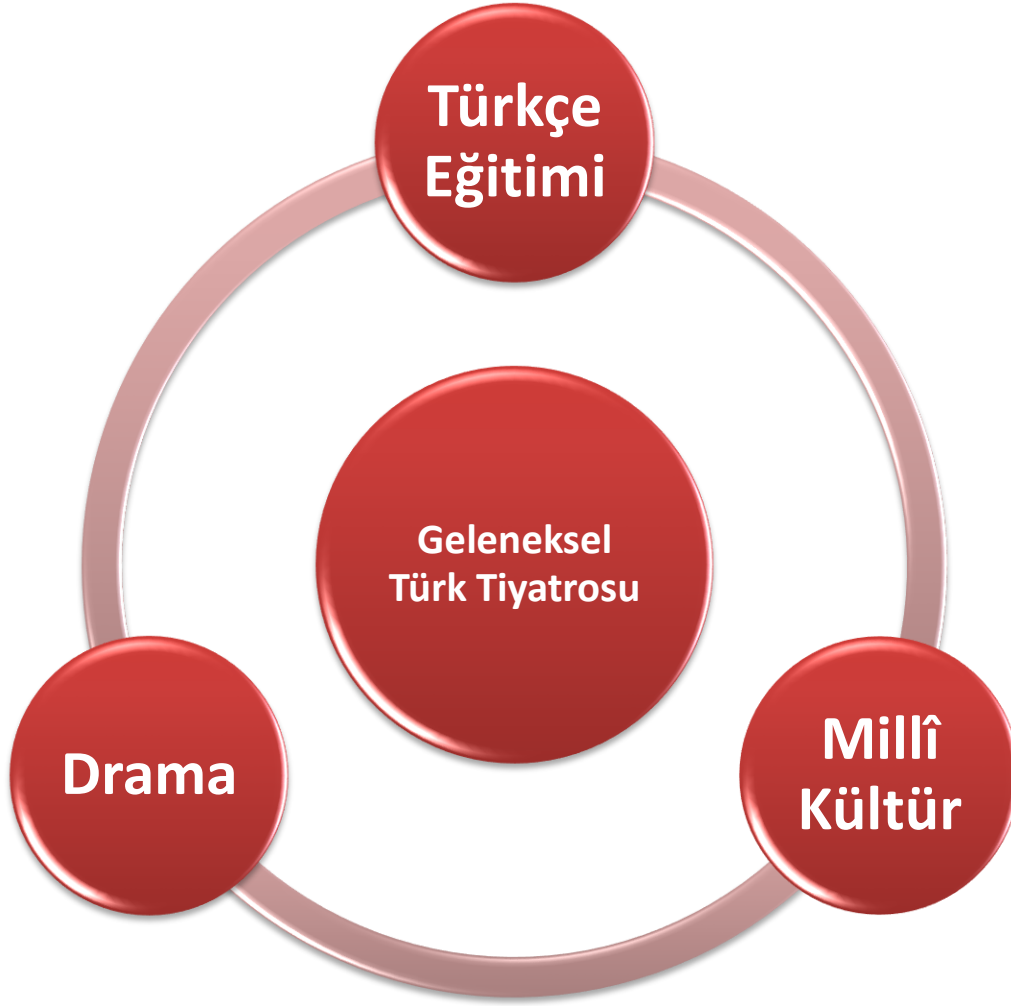 Türkçe
Eğitimi
Geleneksel
Türk Tiyatrosu
Drama
Millî
Kültür